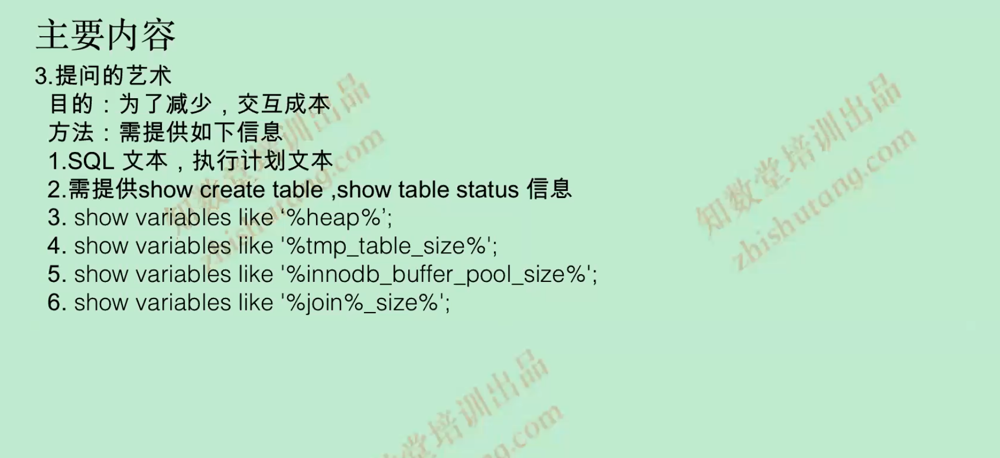 主要内容
3.提问的艺术
目的：为了减少，交互成本
方法：需提供如下信息
1.SQL 文本，执行计划文本
2.需提供show create table ,show table status 信息
3. show variables like ‘%heap%’;
4. show variables like '%tmp_table_size%';
5. show variables like '%innodb_buffer_pool_size%';
6. show variables like '%join%_size%';
知数堂培训出品
zhishutang.com
知数堂培训出品
zhishutang.com
堂培训出品
ng.com